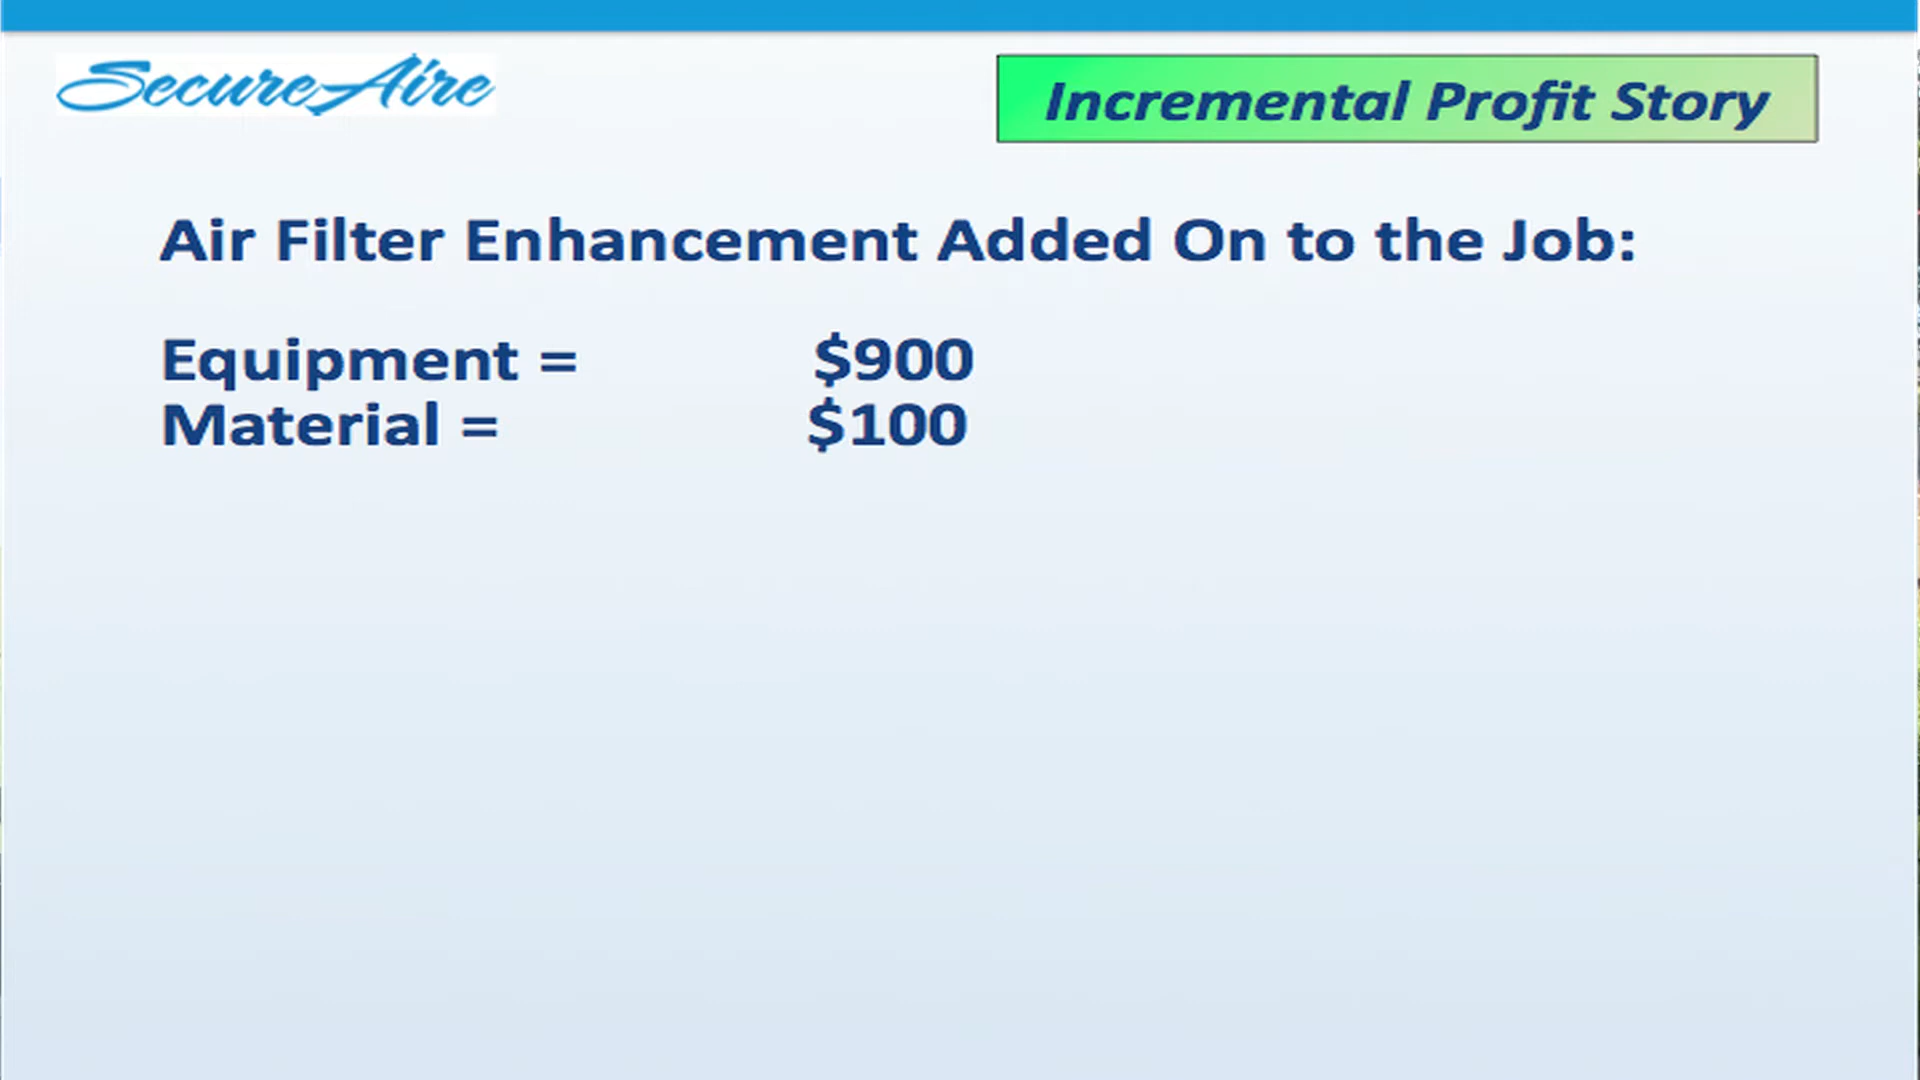 SecureAire
Incremental Profit Story
Air Filter Enhancement Added On to the Job:
Equipment = $900
Material = $100